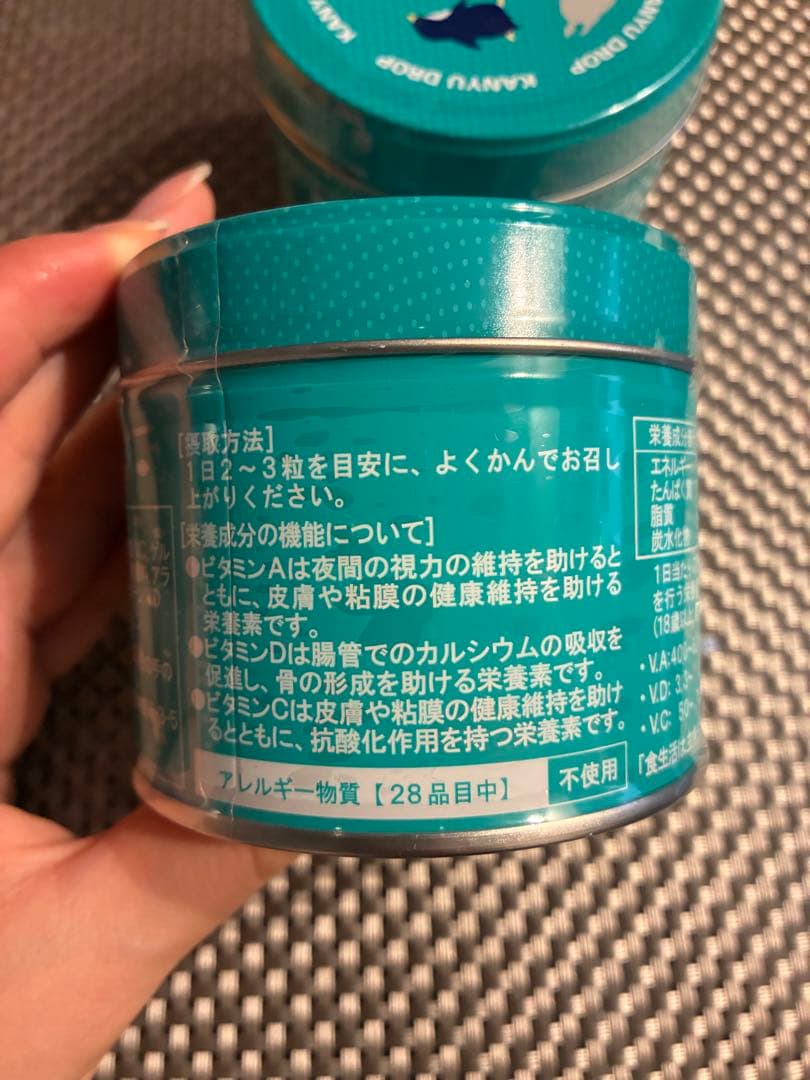 KANYU DROP
KANYU DROP
[摂取方法]
1日2～3粒を目安に、よくかんでお召し
上がりください。
[栄養成分の機能について]
●ビタミンAは夜間の視力の維持を助けると
ともに、皮膚や粘膜の健康維持を助ける
栄養素です。
●ビタミンDは腸管でのカルシウムの吸収を
促進し、骨の形成を助ける栄養素です。
●ビタミンCは皮膚や粘膜の健康維持を助け
るとともに、抗酸化作用を持つ栄養素です。
アレルギー物質【28品目中】 不使用
栄養成分
エネルギー
たんぱく質
脂質
炭水化物
1日当た
を行う
(18歳以上
・V.A:400
・V.D: 3.
・V.C: 50
「食生活は